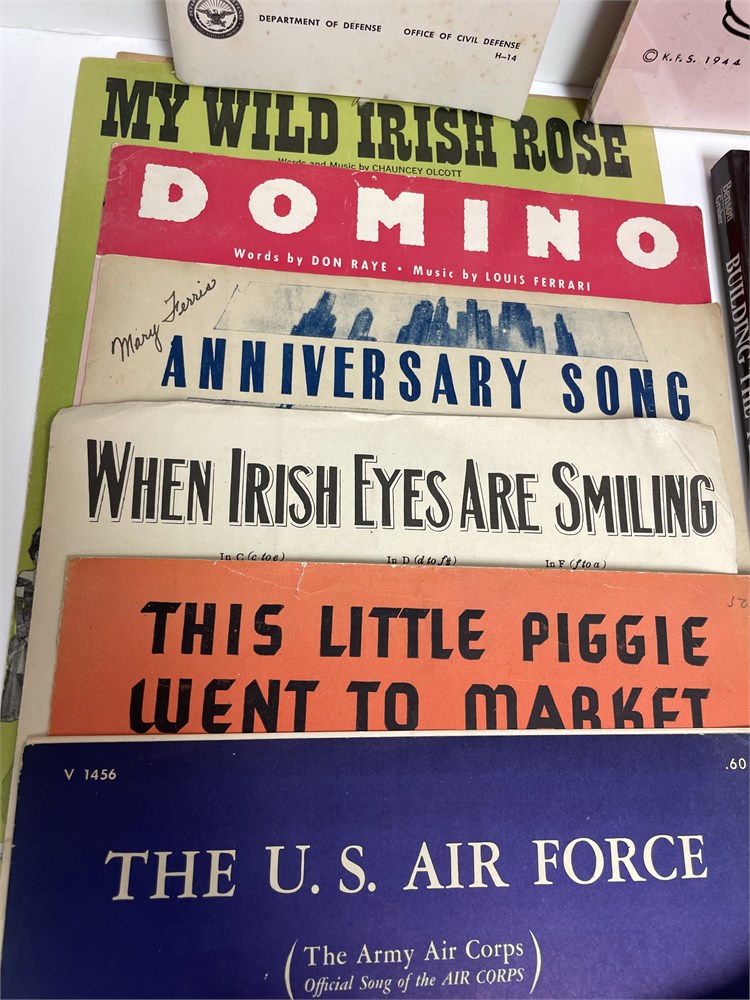 DEPARTMENT OF DEFENSE OFFICE OF CIVIL DEFENSE
H-14
© K.F.S. 1944
MY WILD IRISH ROSE
Words and Music by CHAUNCEY OLCOTT
DOMINO
Words by DON RAYE • Music by LOUIS FERRARI
Mary Ferris
ANNIVERSARY SONG
WHEN IRISH EYES ARE SMILING
In C (c to e) In D (d to f#) In F (f to a)
THIS LITTLE PIGGIE
WENT TO MARKET
V 1456 .60
THE U. S. AIR FORCE
(The Army Air Corps
Official Song of the AIR CORPS)
Benson
BUILDING THE